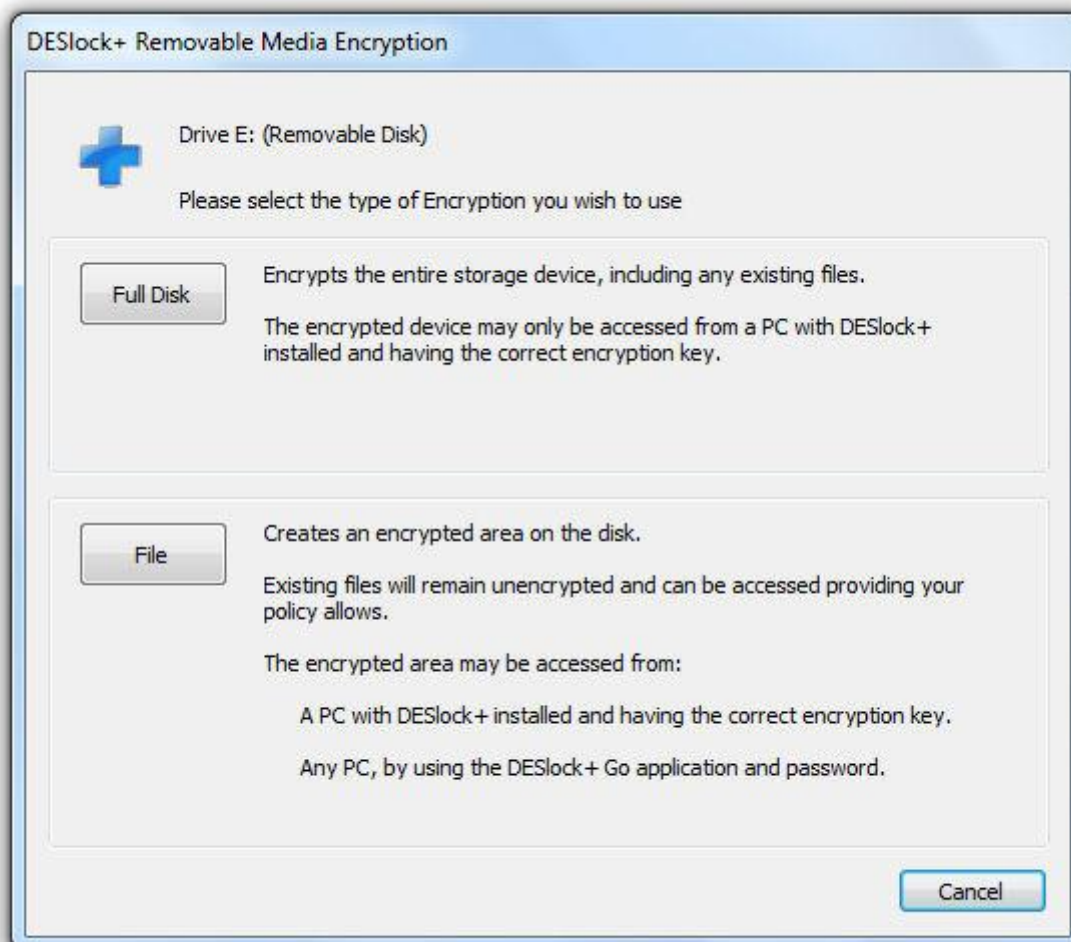 DESlock+ Removable Media Encryption
Drive E: (Removable Disk)
Please select the type of Encryption you wish to use
Full Disk
Encrypts the entire storage device, including any existing files.
The encrypted device may only be accessed from a PC with DESlock+
installed and having the correct encryption key.
File
Creates an encrypted area on the disk.
Existing files will remain unencrypted and can be accessed providing your
policy allows.
The encrypted area may be accessed from:
A PC with DESlock+ installed and having the correct encryption key.
Any PC, by using the DESlock+ Go application and password.
Cancel